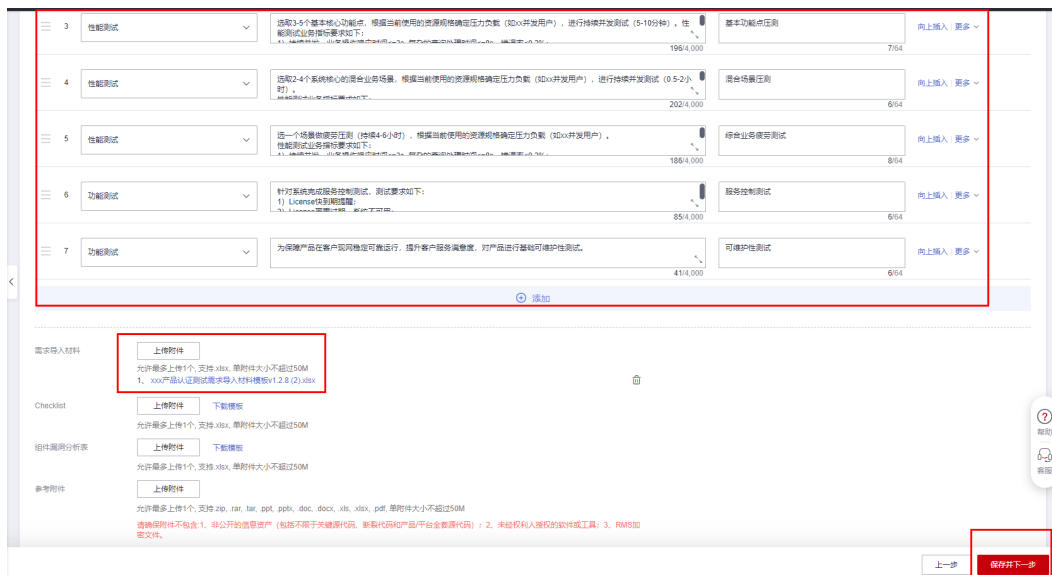 3 性能测试 选取3-5个基本核心功能点，根据当前使用的资源规格确定压力负载（如xx并发用户），进行持续并发测试（5-10分钟）。性 基本功能点压测 向上插入 更多
能测试业务指标要求如下：
196/4,000 7/64
4 性能测试 选取2-4个系统核心的混合业务场景，根据当前使用的资源规格确定压力负载（如xx并发用户），进行持续并发测试（0.5-2小 混合场景压测 向上插入 更多
时）。
202/4,000 6/64
5 性能测试 选一个场景做疲劳压测（持续4-6小时），根据当前使用的资源规格确定压力负载（如xx并发用户）。 综合业务疲劳测试 向上插入 更多
性能测试业务指标要求如下：
186/4,000 8/64
6 功能测试 针对系统完成服务控制测试，测试要求如下： 服务控制测试 向上插入 更多
1) License快到期提醒；
85/4,000 6/64
7 功能测试 为保障产品在客户现网稳定可靠运行，提升客户服务满意度，对产品进行基础可维护性测试。 可维护性测试 向上插入 更多
41/4,000 6/64
添加
需求导入材料 上传附件
允许最多上传1个, 支持.xlsx, 单附件大小不超过50M
1、 xxx产品认证测试需求导入材料模板v1.2.8 (2).xlsx
Checklist 上传附件 下载模板
允许最多上传1个, 支持.xlsx, 单附件大小不超过50M
组件漏洞分析表 上传附件 下载模板
允许最多上传1个, 支持.xlsx, 单附件大小不超过50M
参考附件 上传附件
允许最多上传1个, 支持.zip, .rar, .tar, .ppt, .pptx, .doc, .docx, .xls, .xlsx, .pdf, 单附件大小不超过50M
请确保附件不包含:1、非公开的信息资产（包括不限于关键源代码、新裂代码和产品/平台全套源代码）；2、未经权利人授权的软件或工具；3、RMS加
密文件。
帮助
客服
上一步 保存并下一步